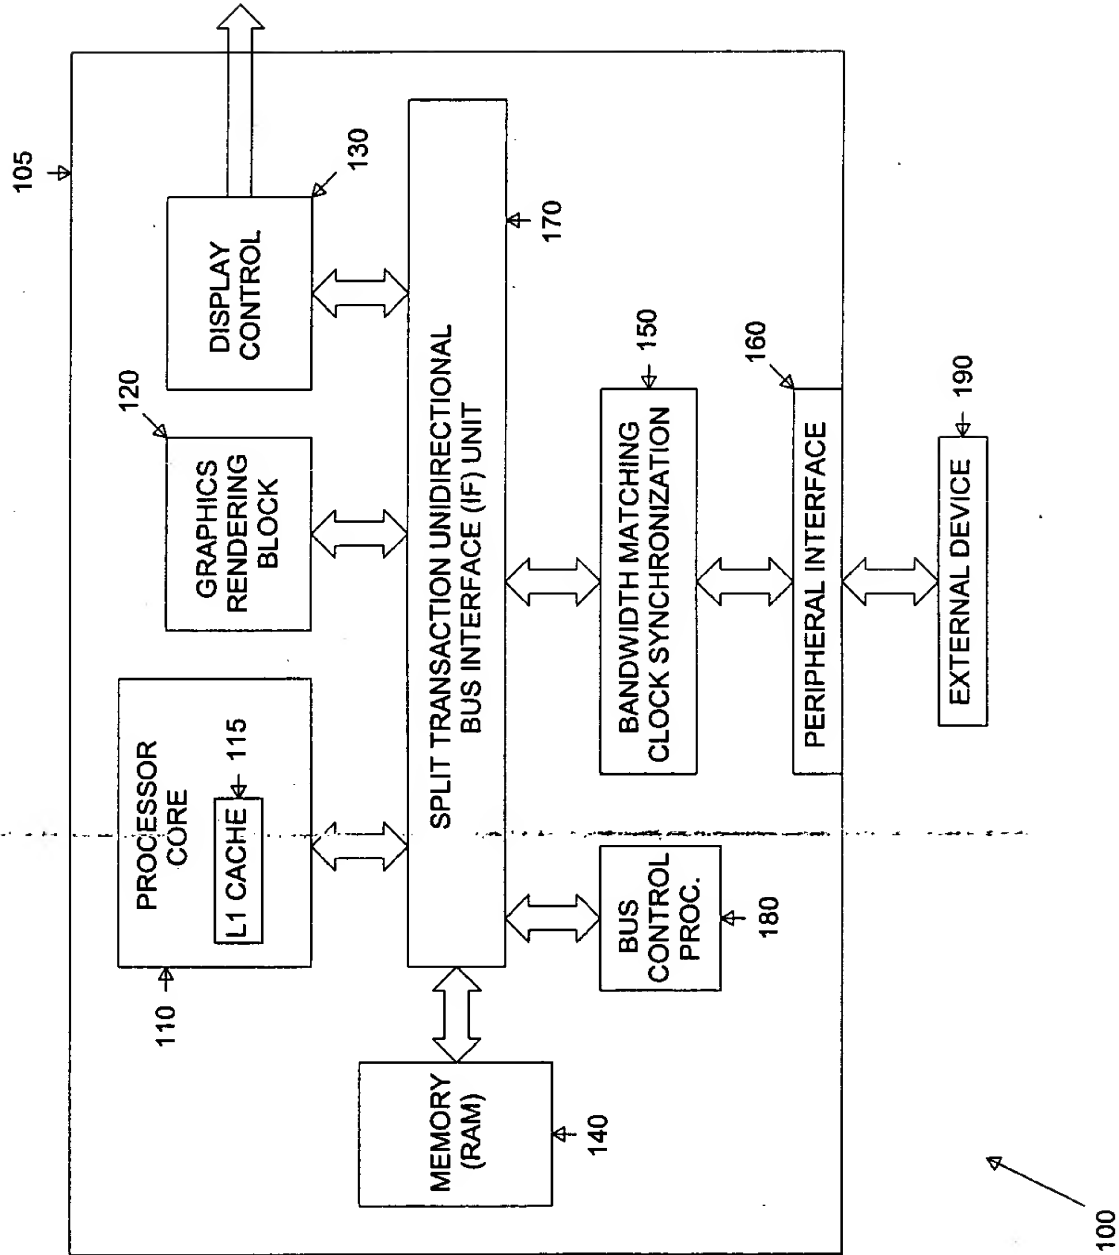 105
DISPLAY
CONTROL
130
120
GRAPHICS
RENDERING
BLOCK
PROCESSOR
CORE
L1 CACHE
115
110
SPLIT TRANSACTION UNIDIRECTIONAL
BUS INTERFACE (IF) UNIT
170
MEMORY
(RAM)
140
BUS
CONTROL
PROC.
180
BANDWIDTH MATCHING
CLOCK SYNCHRONIZATION
150
PERIPHERAL INTERFACE
160
EXTERNAL DEVICE
190
100